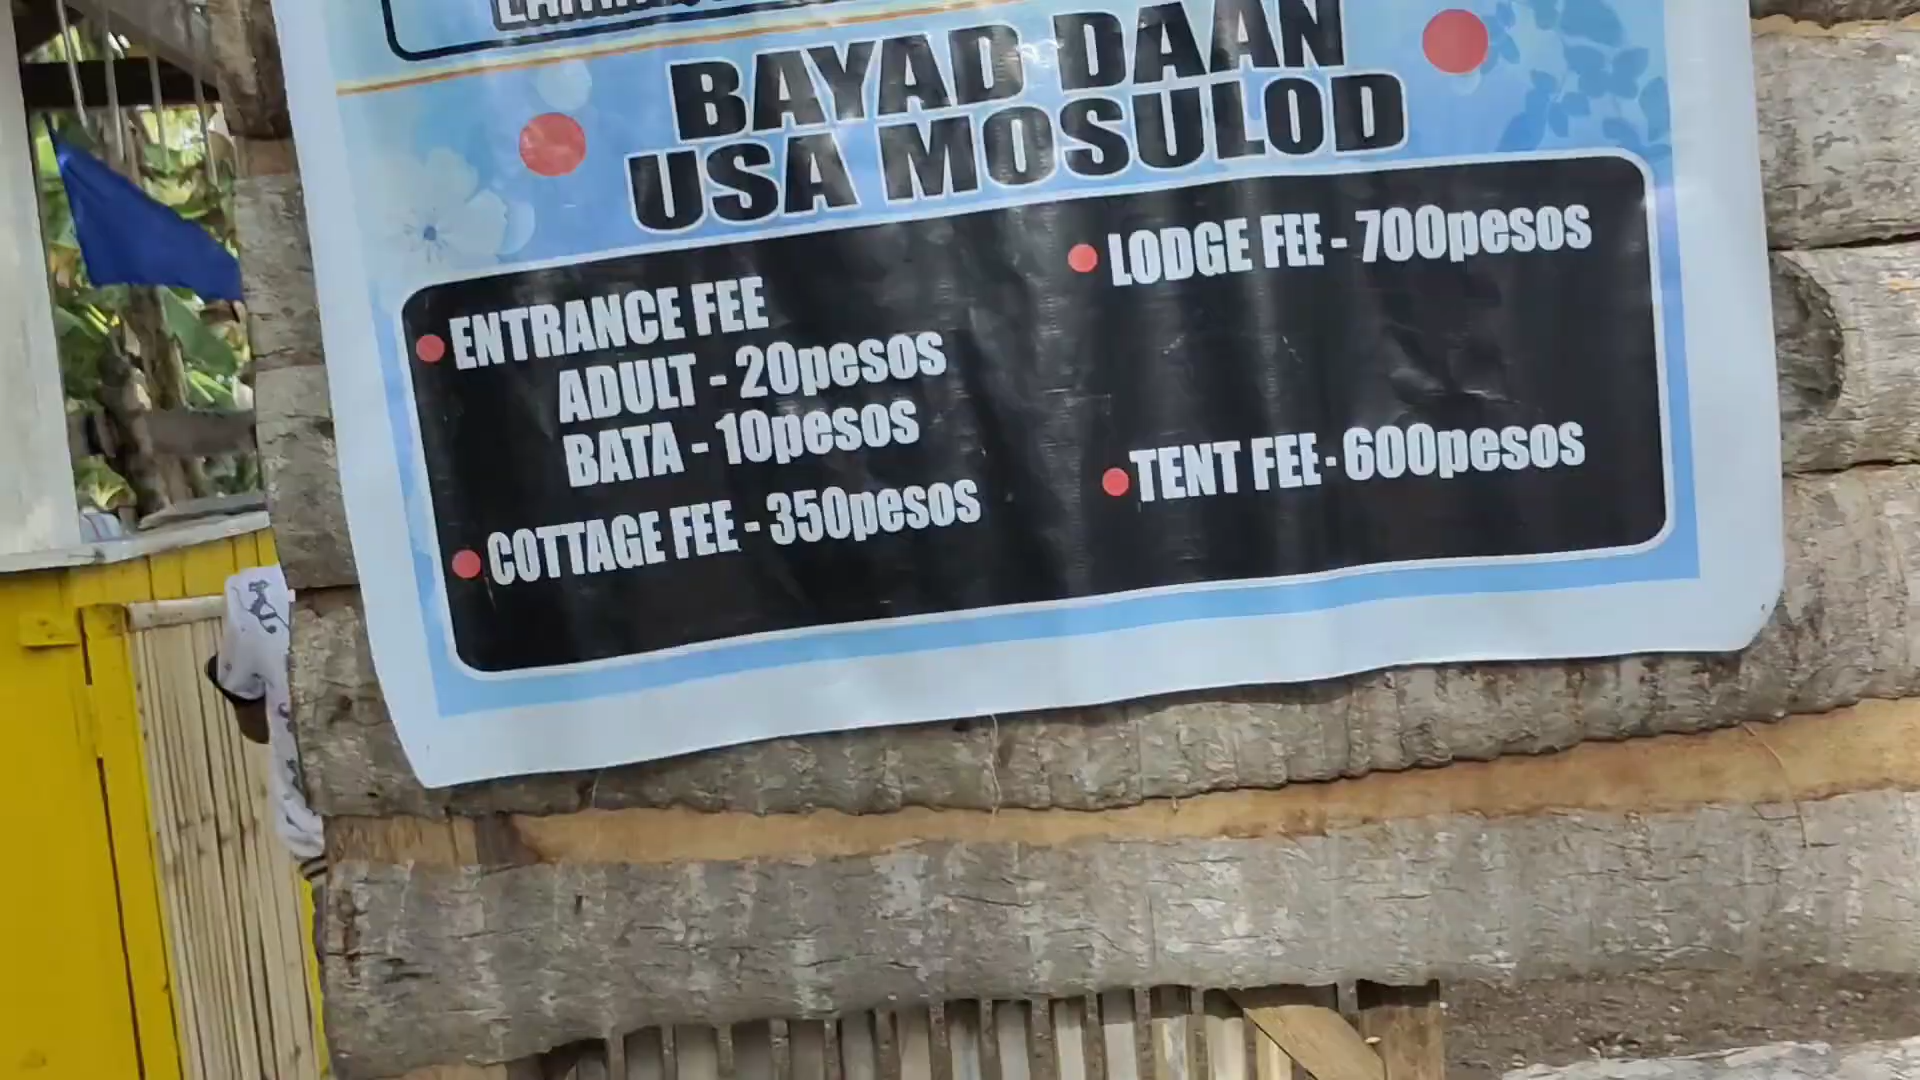 BAYAD DAAN
USA MOSULOD
ENTRANCE FEE
ADULT - 20pesos
BATA - 10pesos
COTTAGE FEE - 350pesos
LODGE FEE - 700pesos
TENT FEE - 600pesos